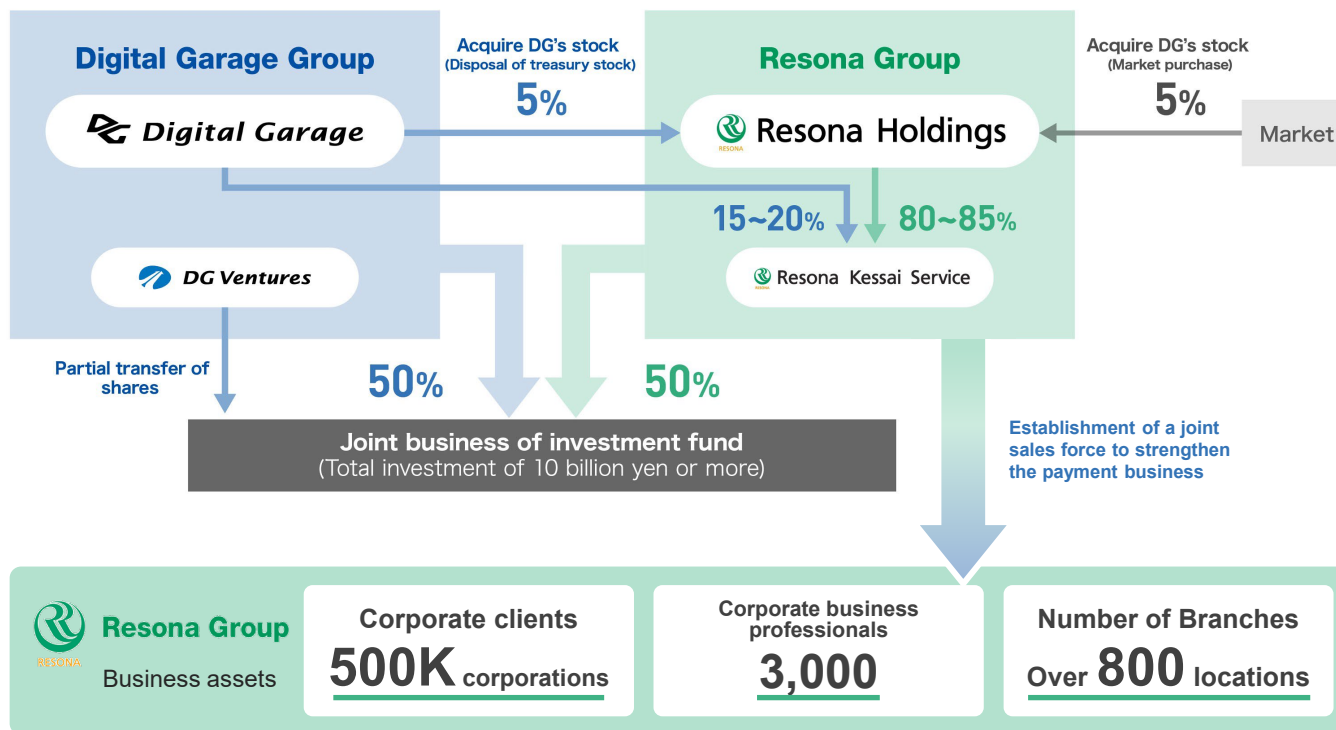 Digital Garage Group
Acquire DG's stock
(Disposal of treasury stock)
5%
Resona Group
Acquire DG's stock
(Market purchase)
5%
DG Digital Garage
RESONA
Resona Holdings
Market
15~20%
80~85%
DG Ventures
RESONA
Resona Kessai Service
Partial transfer of
shares
50%
50%
Joint business of investment fund
(Total investment of 10 billion yen or more)
Establishment of a joint
sales force to strengthen
the payment business
RESONA
Resona Group
Business assets
Corporate clients
500K corporations
Corporate business
professionals
3,000
Number of Branches
Over 800 locations